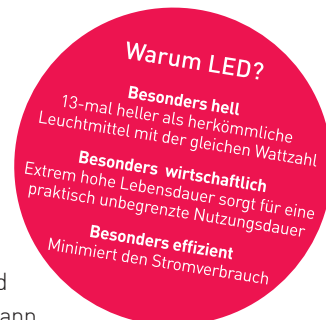 Warum LED?
Besonders hell
13-mal heller als herkömmliche
Leuchtmittel mit der gleichen Wattzahl
Besonders wirtschaftlich
Extrem hohe Lebensdauer sorgt für eine
praktisch unbegrenzte Nutzungsdauer
Besonders effizient
Minimiert den Stromverbrauch